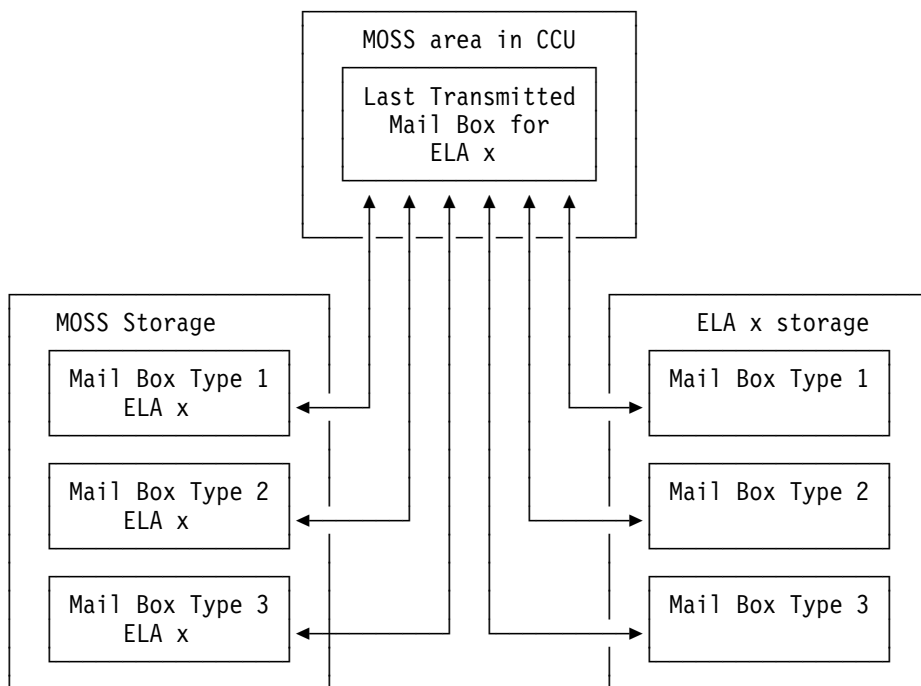 MOSS area in CCU
Last Transmitted
Mail Box for
ELA x
MOSS Storage
Mail Box Type 1
ELA x
Mail Box Type 2
ELA x
Mail Box Type 3
ELA x
ELA x storage
Mail Box Type 1
Mail Box Type 2
Mail Box Type 3